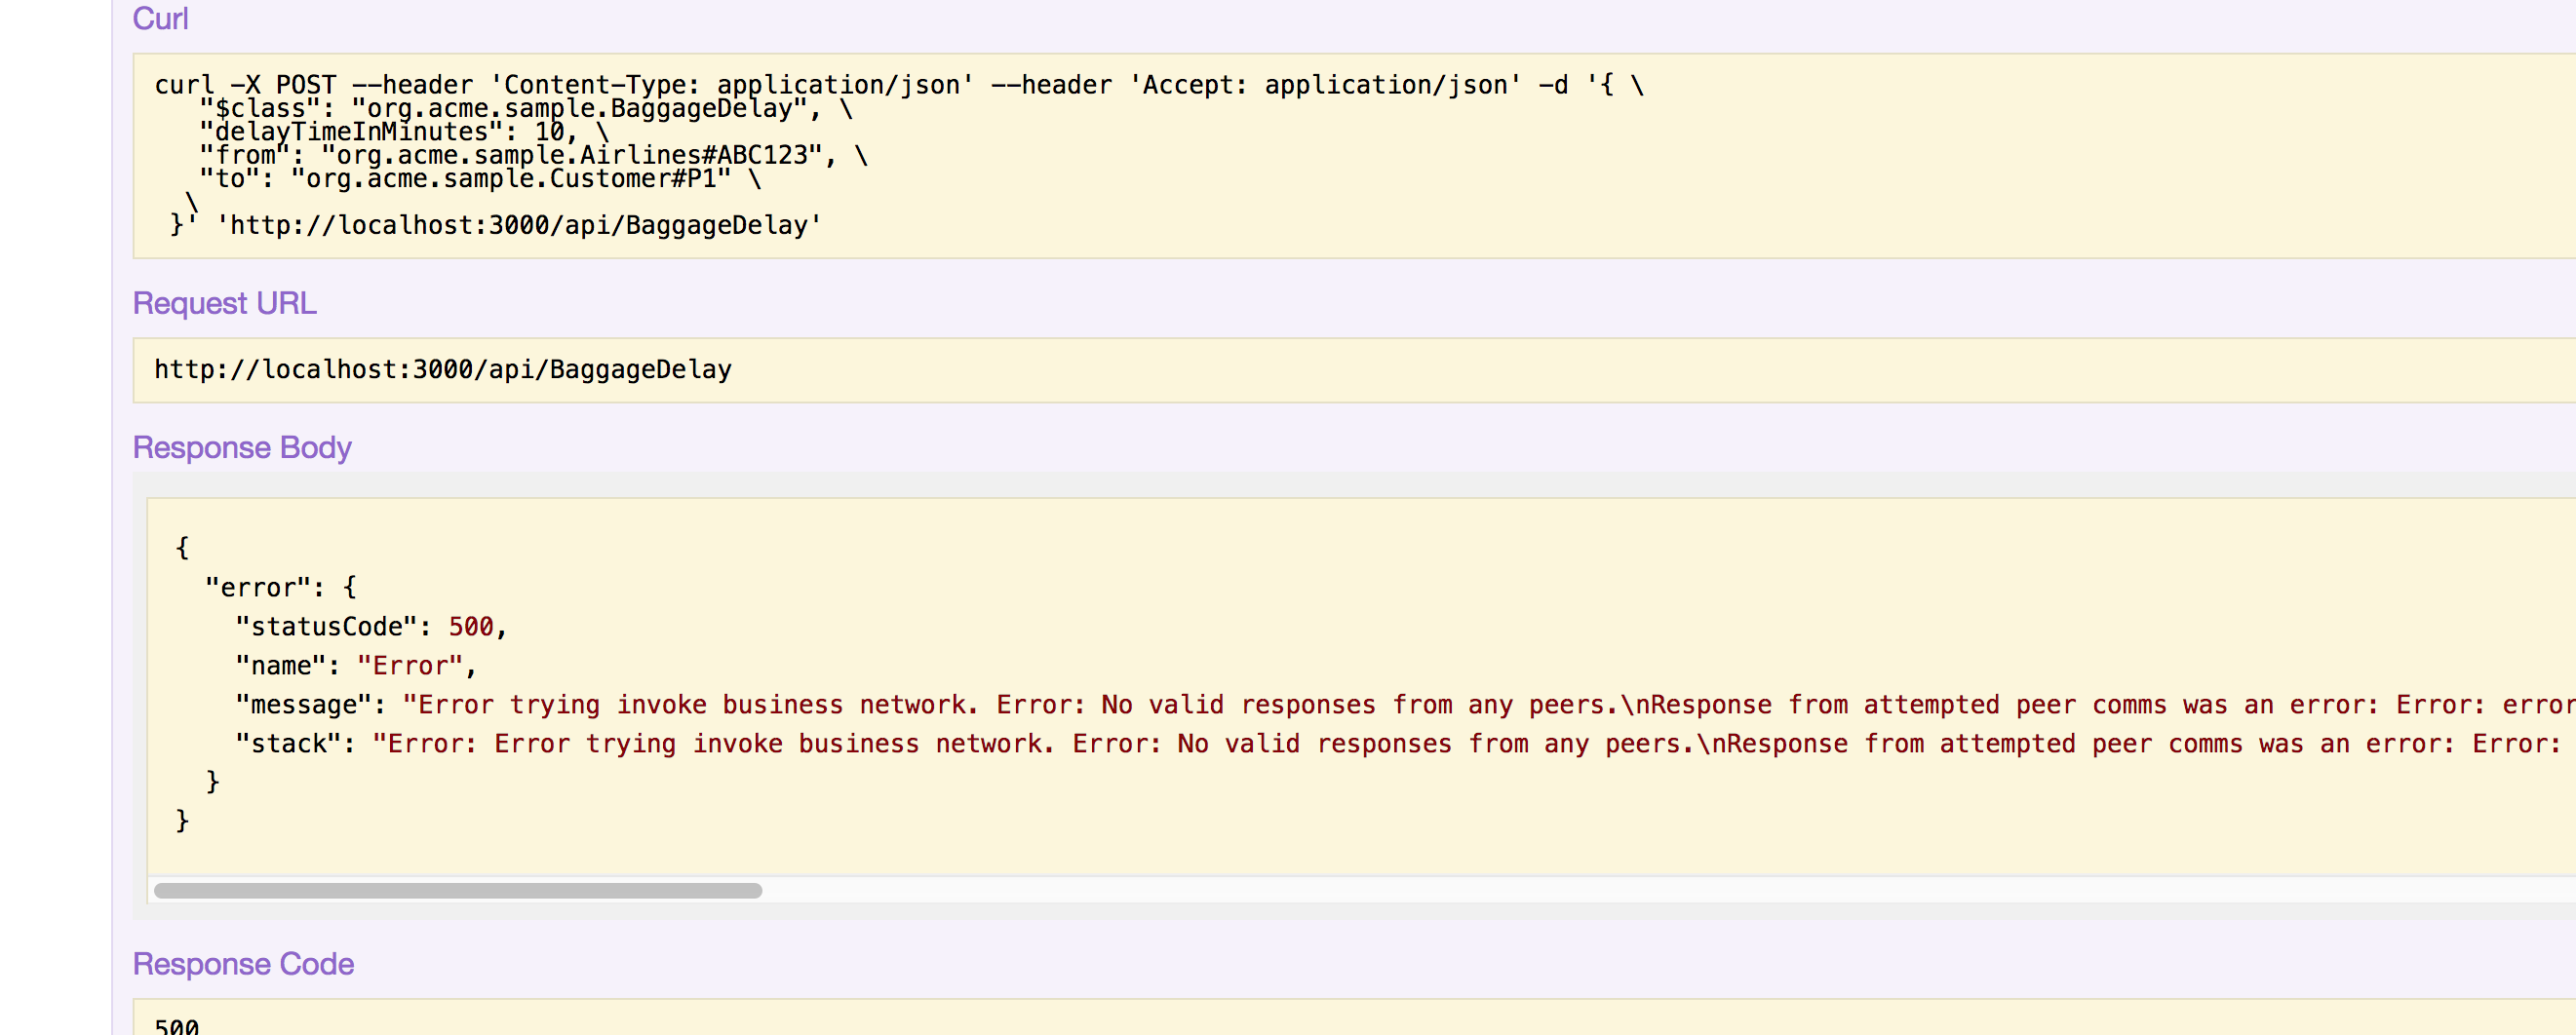 Curl
curl -X POST --header 'Content-Type: application/json' --header 'Accept: application/json' -d '{ \
"$class": "org.acme.sample.BaggageDelay", \
"delayTimeInMinutes": 10, \
"from": "org.acme.sample.Airlines#ABC123", \
"to": "org.acme.sample.Customer#P1" \
\
}' 'http://localhost:3000/api/BaggageDelay'
Request URL
http://localhost:3000/api/BaggageDelay
Response Body
{
"error": {
"statusCode": 500,
"name": "Error",
"message": "Error trying invoke business network. Error: No valid responses from any peers.\nResponse from attempted peer comms was an error: Error: error
"stack": "Error: Error trying invoke business network. Error: No valid responses from any peers.\nResponse from attempted peer comms was an error: Error:
}
}
Response Code
500